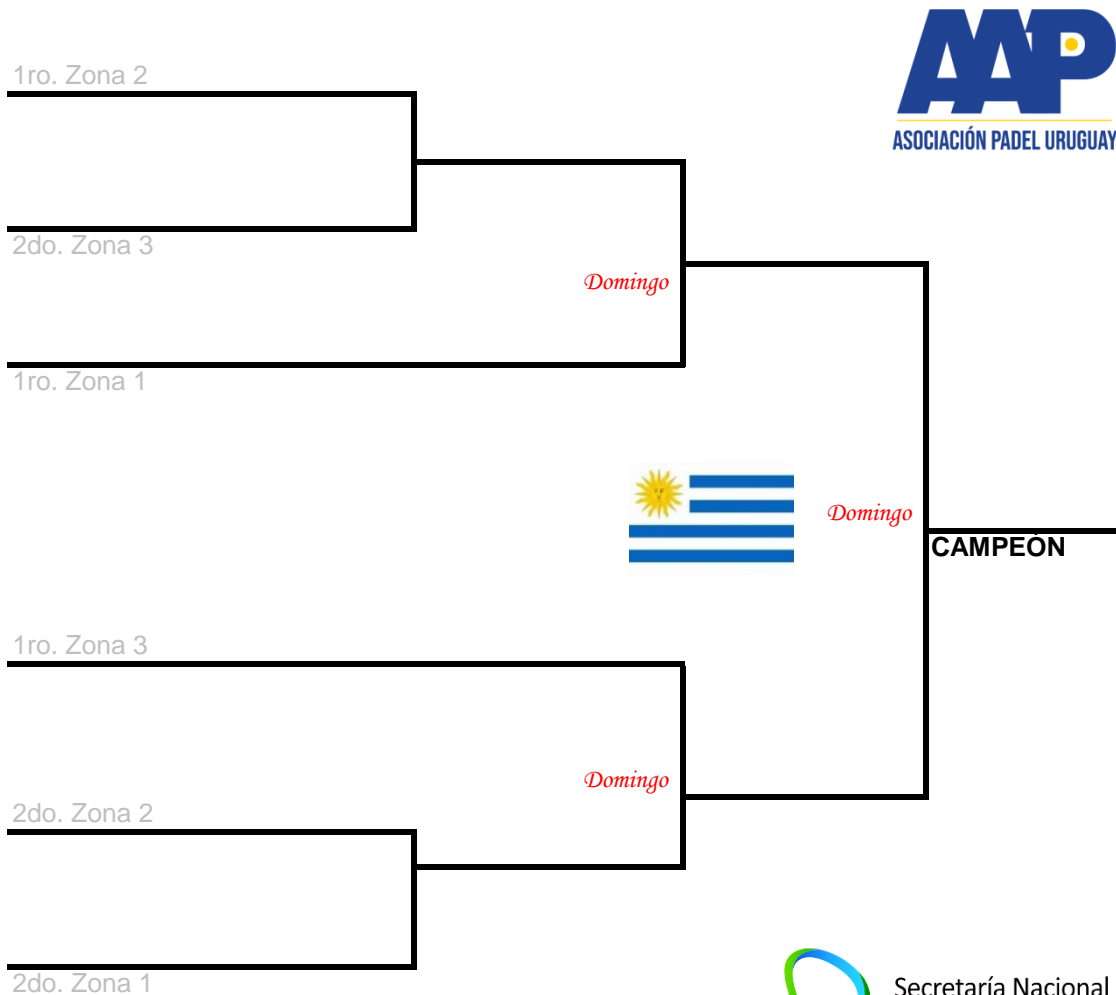 AAP
ASOCIACIÓN PADEL URUGUAY
1ro. Zona 2
2do. Zona 3
Domingo
1ro. Zona 1
Domingo
CAMPEÓN
1ro. Zona 3
Domingo
2do. Zona 2
2do. Zona 1
Secretaría Nacional